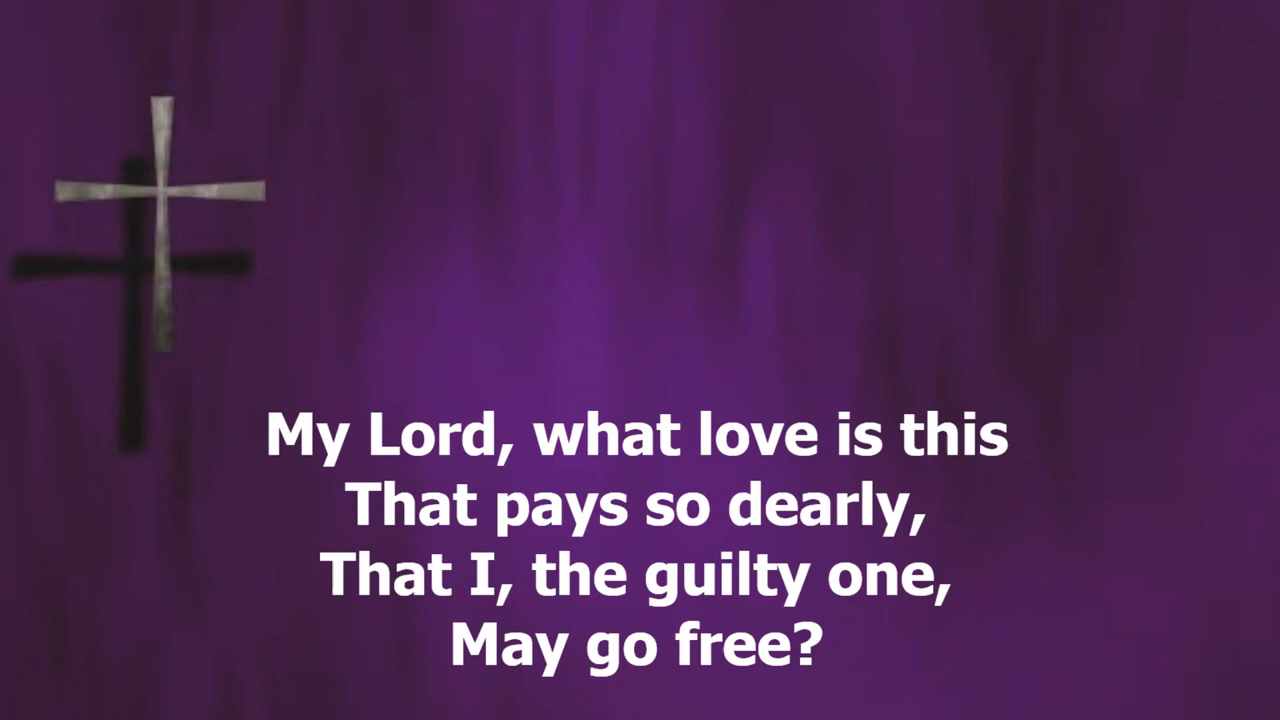 My Lord, what love is this
That pays so dearly,
That I, the guilty one,
May go free?